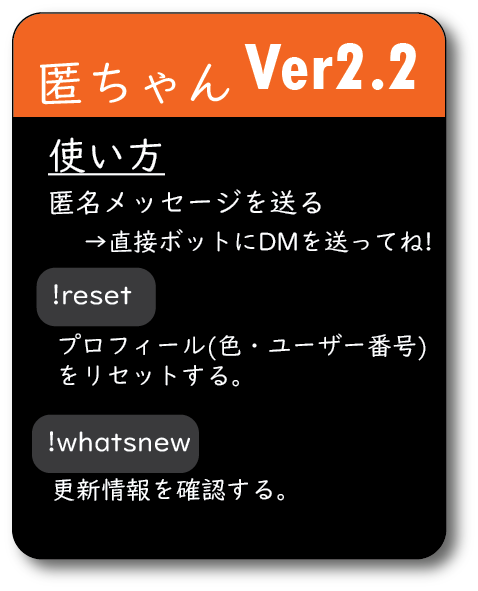 匿ちゃん Ver2.2
使い方
匿名メッセージを送る
→直接ボットにDMを送ってね!
!reset
プロフィール(色・ユーザー番号)
をリセットする。
!whatsnew
更新情報を確認する。